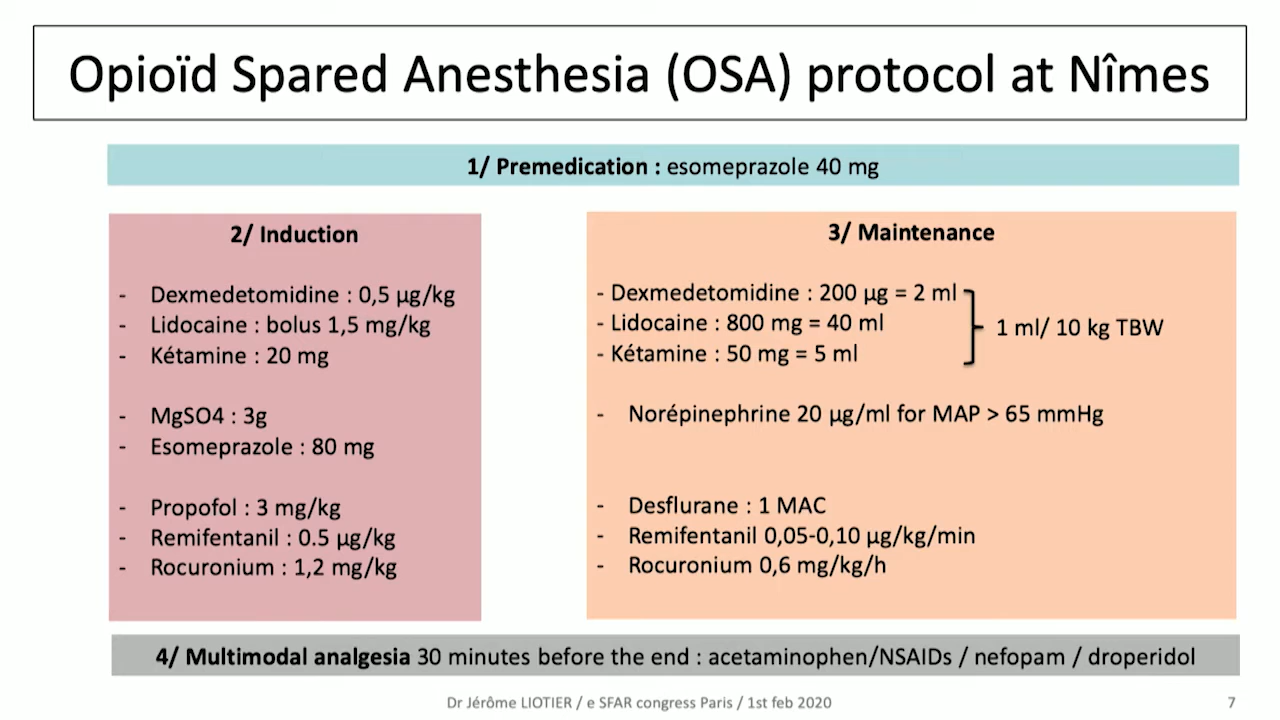 Opioïd Spared Anesthesia (OSA) protocol at Nîmes
1/ Premedication : esomeprazole 40 mg
2/ Induction
- Dexmedetomidine : 0,5 µg/kg
- Lidocaine : bolus 1,5 mg/kg
- Kétamine : 20 mg
- MgSO4 : 3g
- Esomeprazole : 80 mg
- Propofol : 3 mg/kg
- Remifentanil : 0.5 µg/kg
- Rocuronium : 1,2 mg/kg
3/ Maintenance
- Dexmedetomidine : 200 µg = 2 ml
- Lidocaine : 800 mg = 40 ml
- Kétamine : 50 mg = 5 ml
1 ml/ 10 kg TBW
- Norépinephrine 20 µg/ml for MAP > 65 mmHg
- Desflurane : 1 MAC
- Remifentanil 0,05-0,10 µg/kg/min
- Rocuronium 0,6 mg/kg/h
4/ Multimodal analgesia 30 minutes before the end : acetaminophen/NSAIDs / nefopam / droperidol
Dr Jérôme LIOTIER / e SFAR congress Paris / 1st feb 2020
7